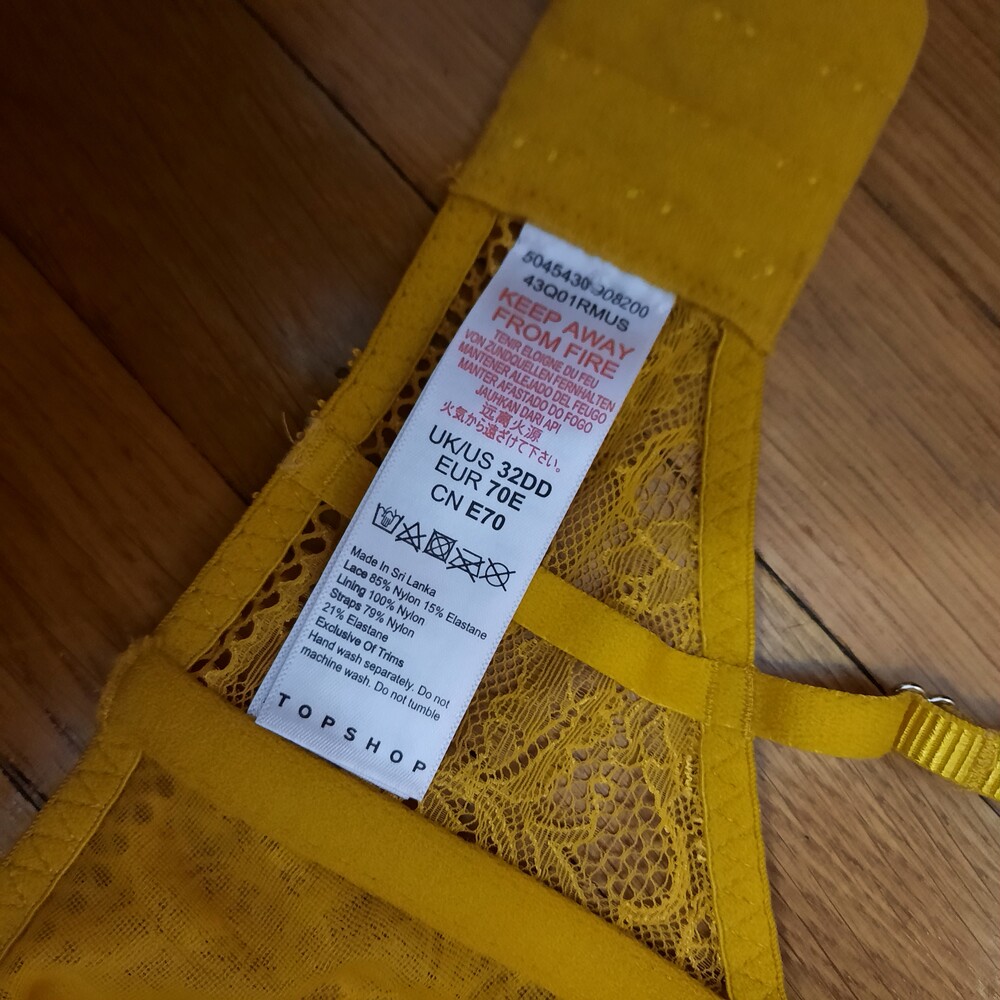 5045430908200
43Q01RMUS
KEEP AWAY
FROM FIRE
TENIR ELOIGNE DU FEU
VON ZÜNDQUELLEN FERNHALTEN
MANTENER ALEJADO DEL FEUGO
MANTER AFASTADO DO FOGO
JAUHKAN DARI API
远离火源
火気から遠ざけて下さい。
UK/US 32DD
EUR 70E
CN E70
Made In Sri Lanka
Lace 85% Nylon 15% Elastane
Lining 100% Nylon
Straps 79% Nylon
21% Elastane
Exclusive Of Trims
Hand wash separately. Do not
machine wash. Do not tumble
TOPSHOP